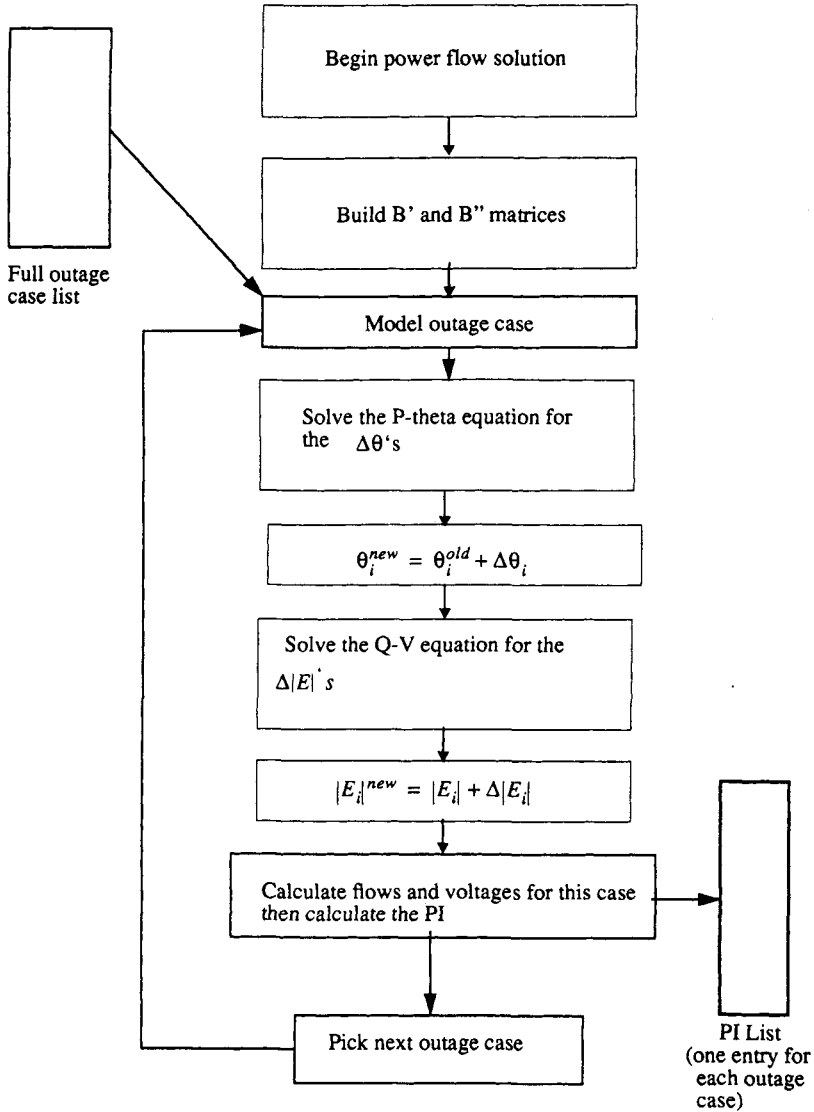 Begin power flow solution
Build B' and B" matrices
Full outage
case list
Model outage case
Solve the P-theta equation for
the Δθ‘s
θ_i^new = θ_i^old + Δθ_i
Solve the Q-V equation for the
Δ|E|‘s
|E_i|^new = |E_i| + Δ|E_i|
Calculate flows and voltages for this case
then calculate the PI
Pick next outage case
PI List
(one entry for
each outage
case)